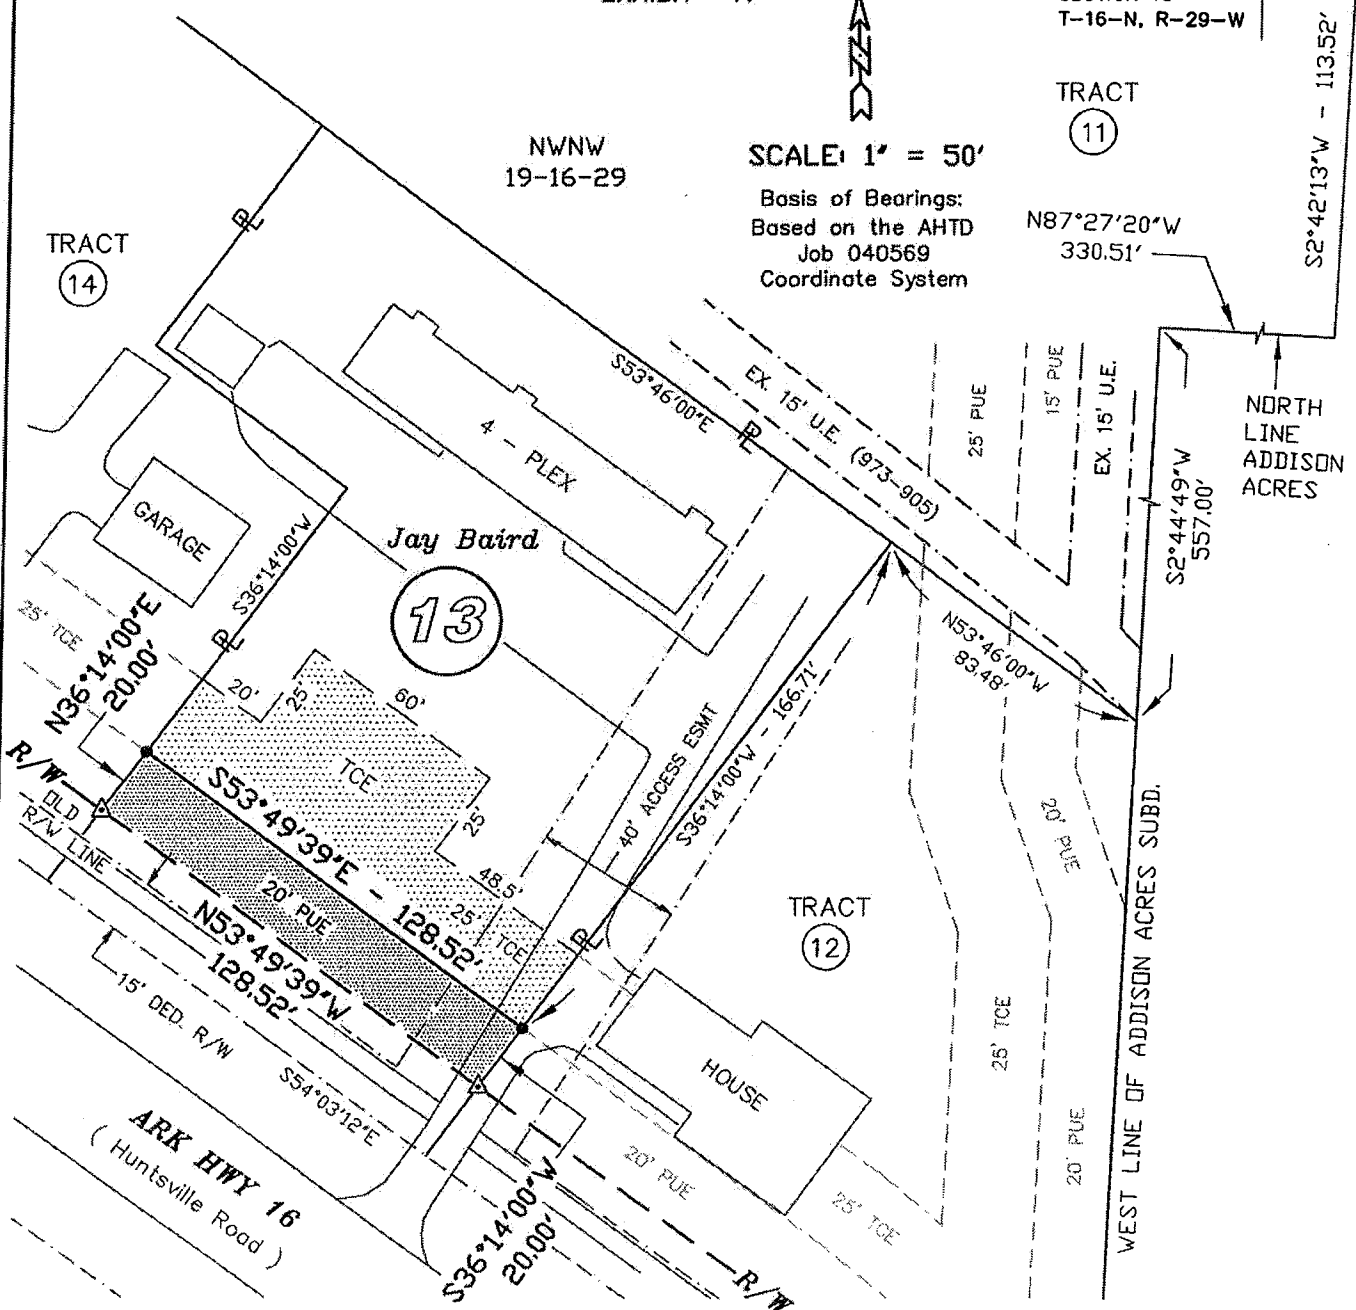 T-16-N, R-29-W
S2°42'13"W - 113.52'
TRACT
11
NWNW
19-16-29
N
SCALE: 1" = 50'
Basis of Bearings:
Based on the AHTD
Job 040569
Coordinate System
N87°27'20"W
330.51'
TRACT
14
PL
S53°46'00"E
PL
EX. 15' U.E. (973-905)
25' PUE
15' PUE
EX. 15' U.E.
NORTH
LINE
ADDISON
ACRES
S2°44'49"W
557.00'
4 - PLEX
GARAGE
S36°14'00"W
PL
Jay Baird
13
25' TCE
N36°14'00"E
20.00'
N53°46'00"W
83.48'
20'
25'
60'
TCE
25'
48.5'
25'
TCE
40' ACCESS ESMT
S36°14'00"W - 166.71'
PL
R/W
OLD
R/W LINE
S53°49'39"E - 128.52'
20' PUE
N53°49'39"W
128.52'
15' DED. R/W
S54°03'12"E
TRACT
12
20' PUE
25' TCE
20' PUE
WEST LINE OF ADDISON ACRES SUBD.
HOUSE
ARK HWY 16
( Huntsville Road )
S36°14'00"W
20.00'
20' PUE
25' TCE
R/W